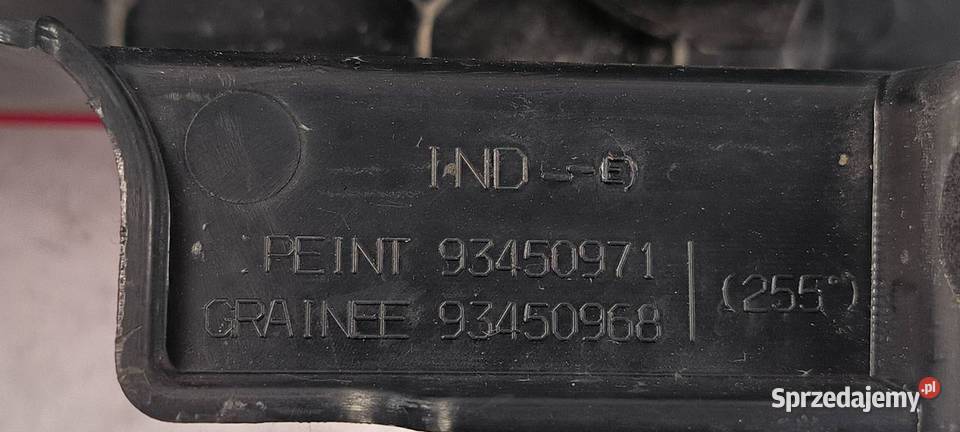 IND - E
PEINT 93450971
GRAINEE 93450968
(255°)
Sprzedajemy.pl